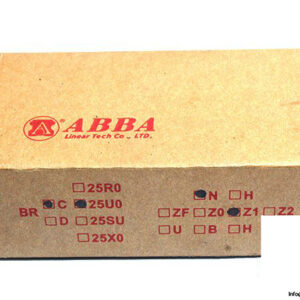 ABBA
Linear Tech Co., LTD.
25R0 N H
BR C 25U0 ZF Z0 Z1 Z2
D 25SU U B H
25X0